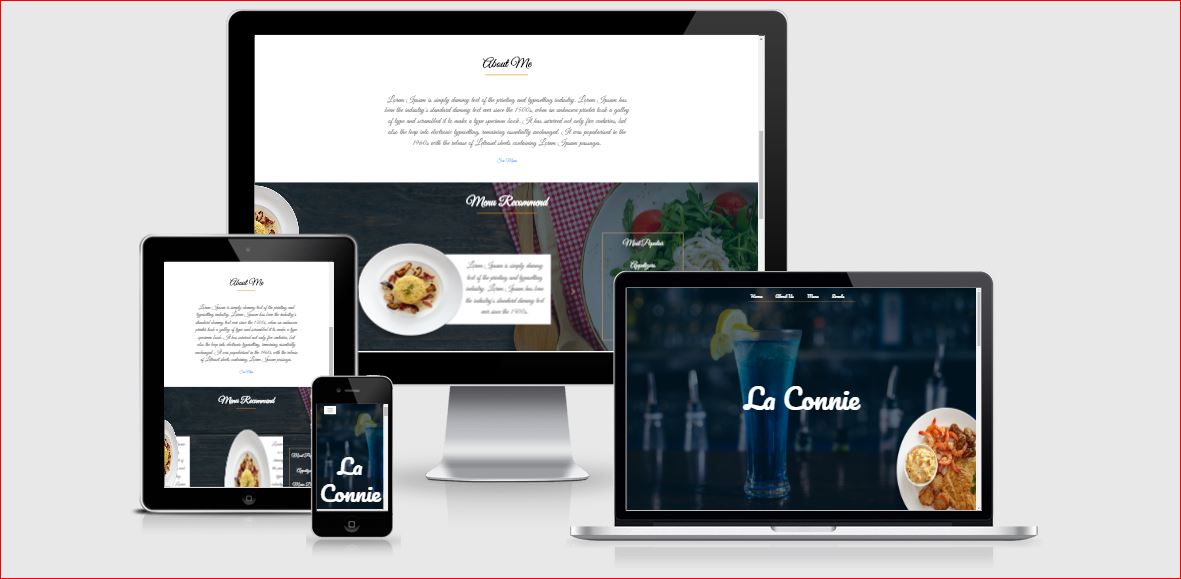 About Me
Lorem Ipsum is simply dummy text of the printing and typesetting industry. Lorem Ipsum has
been the industry's standard dummy text ever since the 1500s, when an unknown printer took a galley
of type and scrambled it to make a type specimen book. It has survived not only five centuries, but
also the leap into electronic typesetting, remaining essentially unchanged. It was popularised in the
1960s with the release of Letraset sheets containing Lorem Ipsum passages.
See More
Menu Recommend
Most Popular
Appetizers
Lorem Ipsum is simply dummy
text of the printing and typesetting
industry. Lorem Ipsum has been
the industry's standard dummy text
ever since the 1500s.
About Me
Lorem Ipsum is simply dummy text of the
printing and typesetting industry. Lorem
Ipsum has been the industry's
standard dummy text ever since the 1500s, when an unknown
printer took a galley of type and scrambled it to make a type
specimen book. It has survived not only five centuries, but
also the leap into electronic typesetting, remaining essentially
unchanged. It was popularised in the 1960s with the release
of Letraset sheets containing Lorem Ipsum passages.
See More
Menu Recommend
Most
La
Connie
Home About Us Menu Events
La Connie